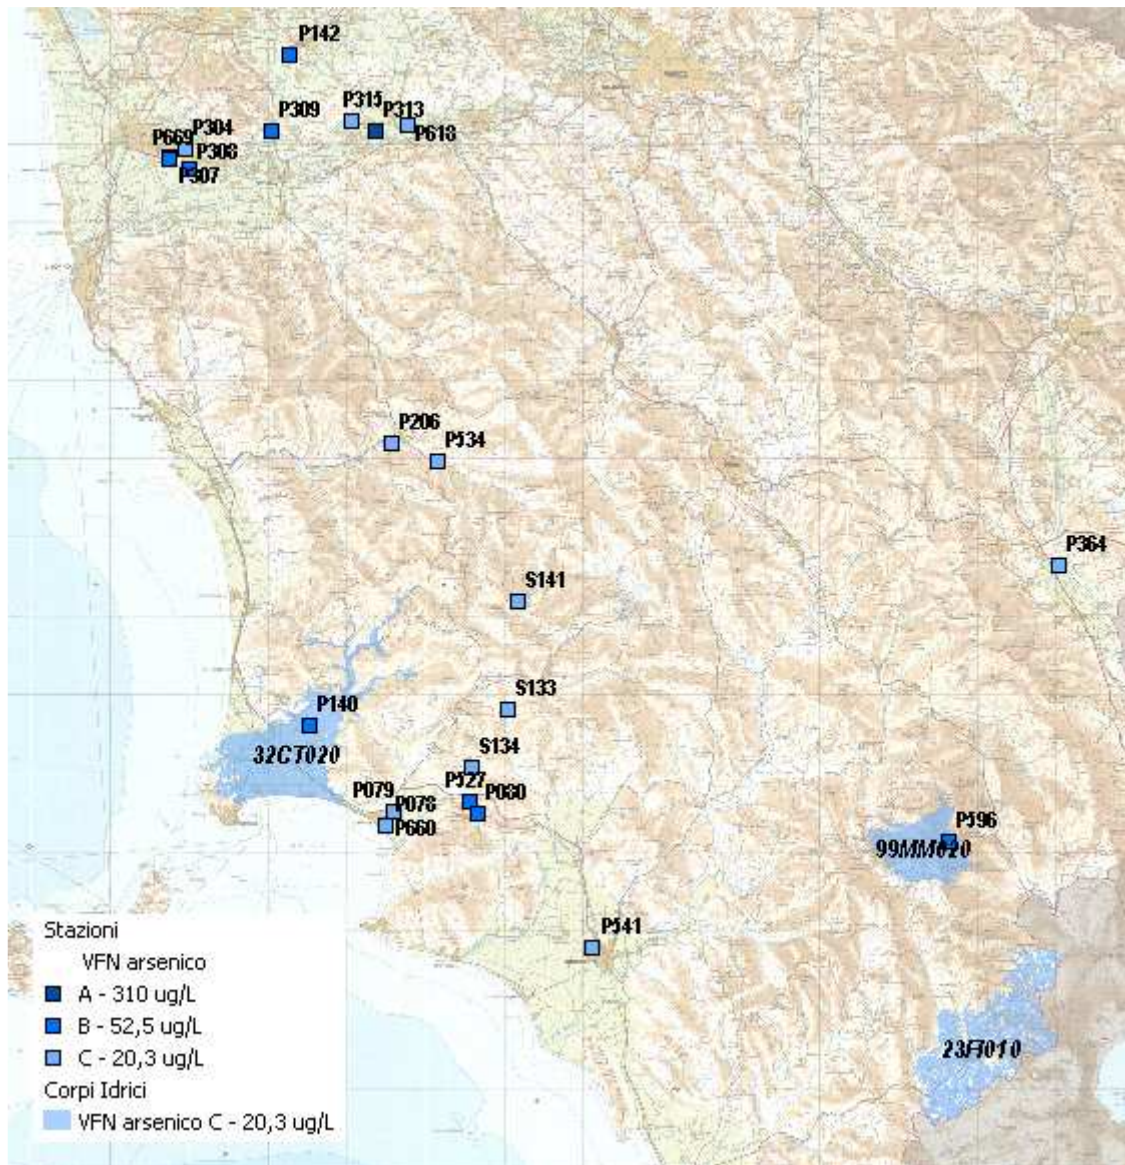 P142
P315
P309
P313
P304
P618
P669
P308
P307
P206
P534
P364
S141
S133
P140
32CT020
S134
P079
P527
P080
P078
P660
P596
99MM020
P541
23FI010
Stazioni
VFN arsenico
A - 310 ug/L
B - 52,5 ug/L
C - 20,3 ug/L
Corpi Idrici
VFN arsenico C - 20,3 ug/L